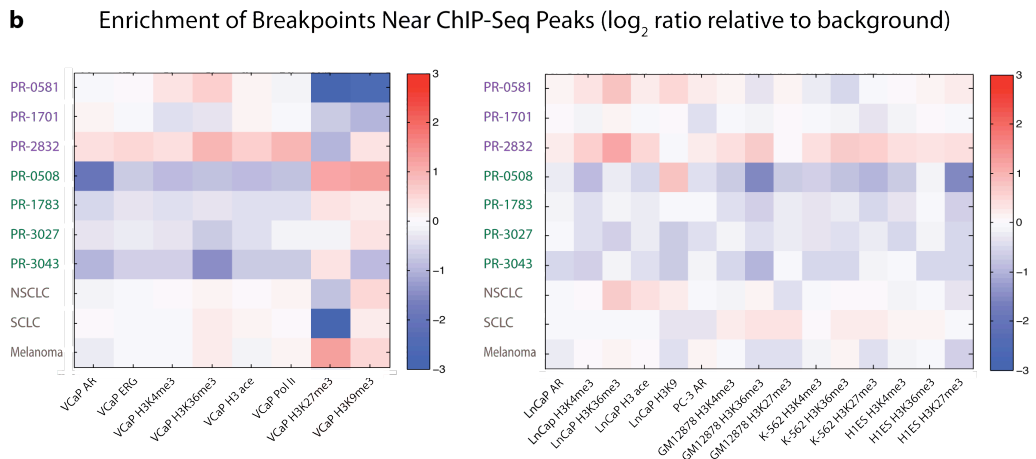 b Enrichment of Breakpoints Near ChIP-Seq Peaks (log2 ratio relative to background)
PR-0581
PR-1701
PR-2832
PR-0508
PR-1783
PR-3027
PR-3043
NSCLC
SCLC
Melanoma
VCaP AR
VCaP ERG
VCaP H3K4me3
VCaP H3K36me3
VCaP H3 ace
VCaP Pol II
VCaP H3K27me3
VCaP H3K9me3
3
2
1
0
−1
−2
−3
PR-0581
PR-1701
PR-2832
PR-0508
PR-1783
PR-3027
PR-3043
NSCLC
SCLC
Melanoma
LnCaP AR
LnCaP H3K4me3
LnCaP H3K36me3
LnCaP H3 ace
LnCaP H3K9
PC-3 AR
GM12878 H3K4me3
GM12878 H3K36me3
GM12878 H3K27me3
K-562 H3K4me3
K-562 H3K36me3
K-562 H3K27me3
H1ES H3K4me3
H1ES H3K36me3
H1ES H3K27me3
3
2
1
0
−1
−2
−3